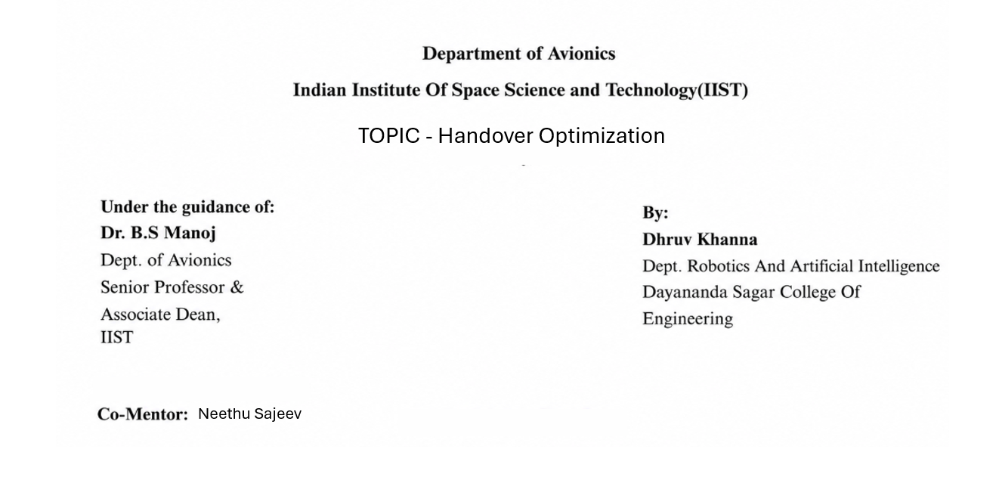 Department of Avionics
Indian Institute Of Space Science and Technology(IIST)
TOPIC - Handover Optimization
-
Under the guidance of:
Dr. B.S Manoj
Dept. of Avionics
Senior Professor &
Associate Dean,
IIST
By:
Dhruv Khanna
Dept. Robotics And Artificial Intelligence
Dayananda Sagar College Of
Engineering
Co-Mentor: Neethu Sajeev